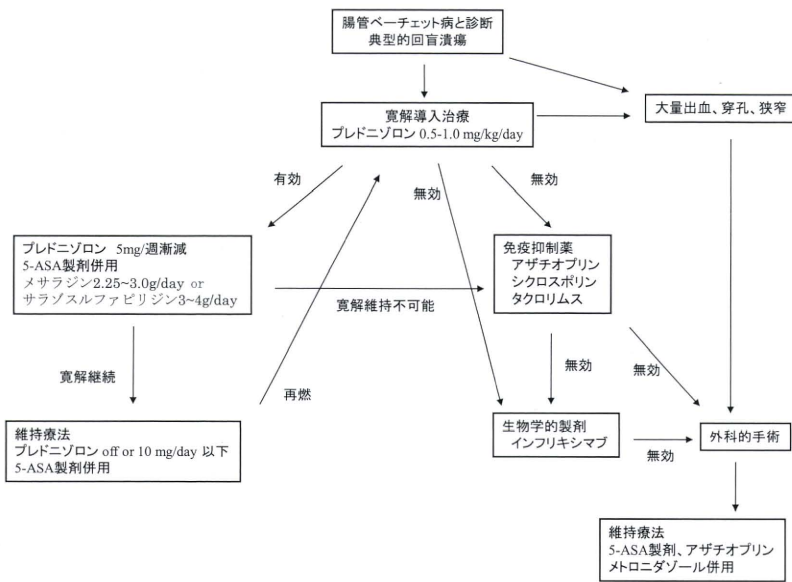 腸管ベーチェット病と診断
典型的回盲潰瘍
大量出血、穿孔、狭窄
寛解導入治療
プレドニゾロン 0.5-1.0 mg/kg/day
有効
無効
無効
プレドニゾロン 5mg/週漸減
5-ASA製剤併用
メサラジン2.25~3.0g/day or
サラゾスルファピリジン3~4g/day
免疫抑制薬
アザチオプリン
シクロスポリン
タクロリムス
寛解維持不可能
寛解継続
再燃
無効
無効
維持療法
プレドニゾロン off or 10 mg/day 以下
5-ASA製剤併用
生物学的製剤
インフリキシマブ
無効
外科的手術
維持療法
5-ASA製剤、アザチオプリン
メトロニダゾール併用